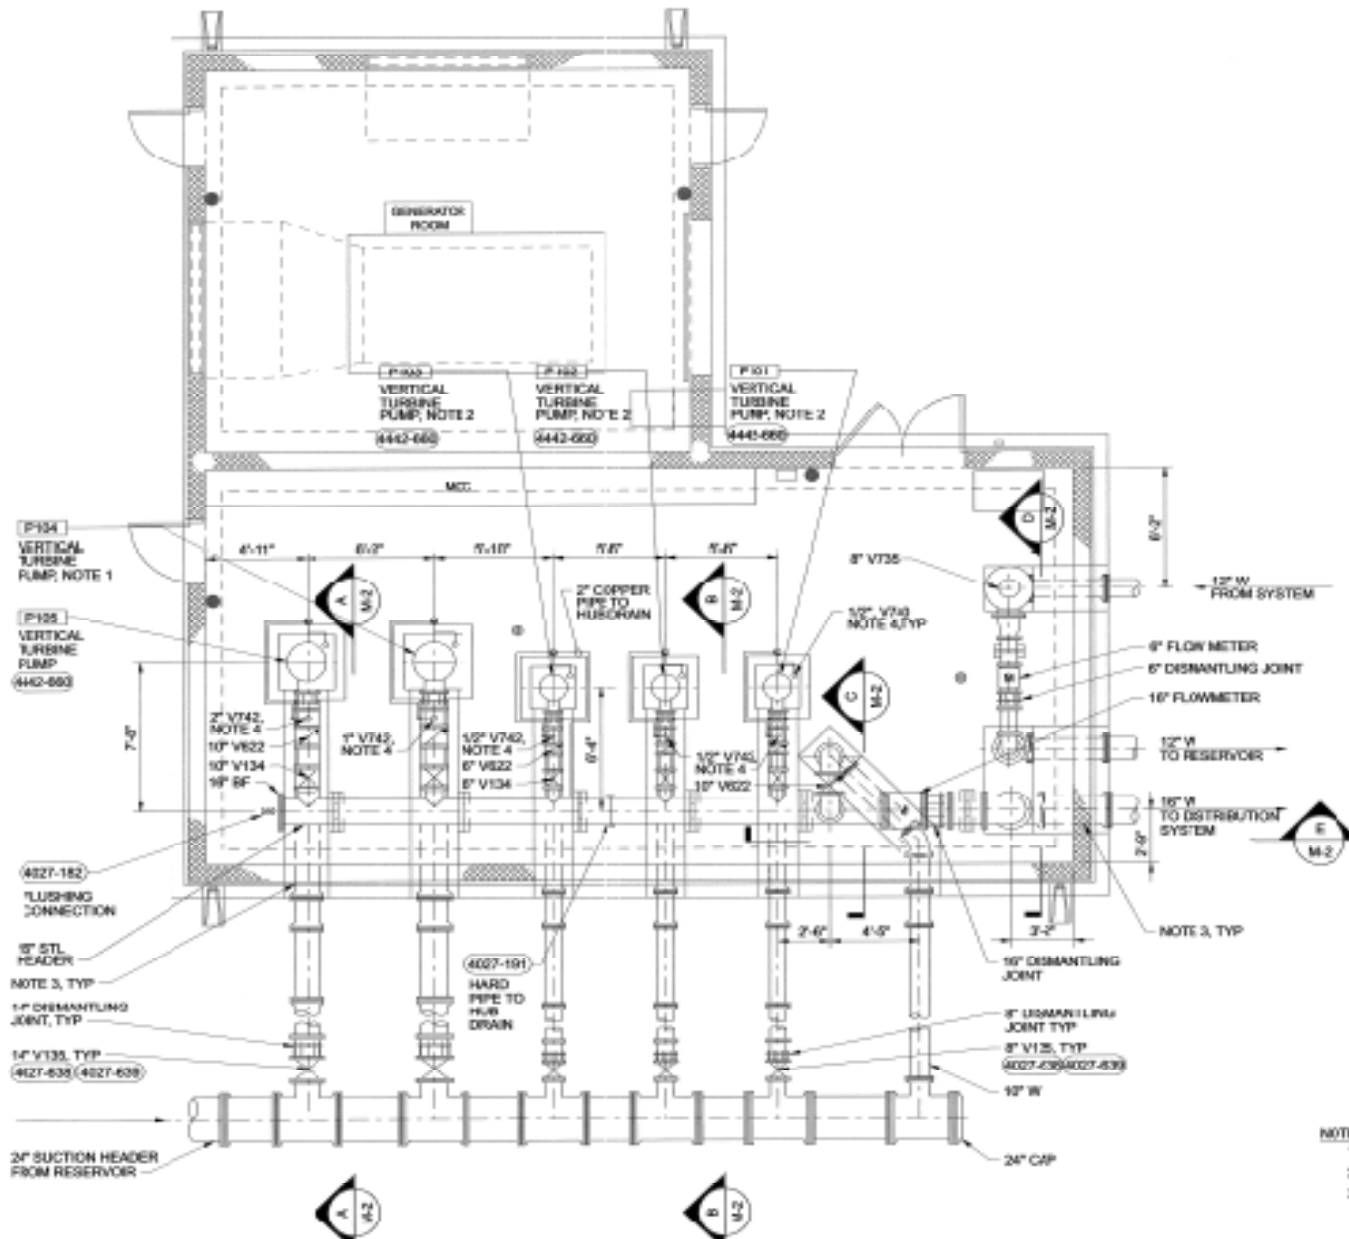 GENERATOR
ROOM
P103
VERTICAL
TURBINE
PUMP, NOTE 2
4442-660
P102
VERTICAL
TURBINE
PUMP, NOTE 2
4442-660
P101
VERTICAL
TURBINE
PUMP, NOTE 2
MCC
P104
VERTICAL
TURBINE
PUMP, NOTE 1
P105
VERTICAL
TURBINE
PUMP
4442-660
4'-11"
5'-10"
5'-6"
5'-6"
6'-2"
A
M-2
B
M-2
C
M-2
D
M-2
2" COPPER
PIPE TO
HUBDRAIN
1/2", V740
NOTE 4,TYP
8" V735
12" W
FROM SYSTEM
6" FLOW METER
6" DISMANTLING JOINT
16" FLOWMETER
12" W
TO RESERVOIR
16" W
TO DISTRIBUTION
SYSTEM
E
M-2
7'-0"
6'-4"
2'-9"
2" V742,
NOTE 4
10" V622
10" V134
16" BF
1" V742,
NOTE 4
1/2" V742,
NOTE 4
6" V622
6" V134
1/2" V742,
NOTE 4
10" V622
M
4027-182
FLUSHING
CONNECTION
STL
HEADER
NOTE 3, TYP
14" DISMANTLING
JOINT, TYP
14" V135, TYP
4027-638 4027-639
24" SUCTION HEADER
FROM RESERVOIR
4027-191
HARD
PIPE TO
HUB
DRAIN
2'-6"
4'-5"
3'-2"
NOTE 3, TYP
16" DISMANTLING
JOINT
8" DISMANTLING
JOINT TYP
8" V135, TYP
4027-638 4027-639
10" W
24" CAP
A
M-2
B
M-2